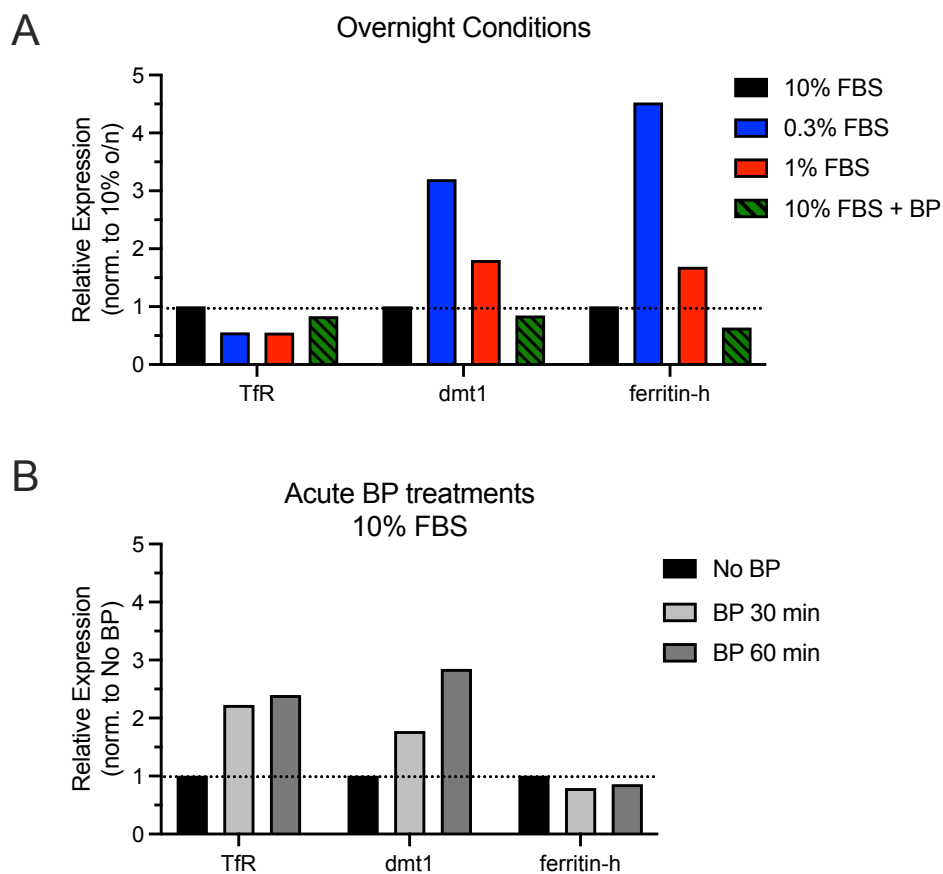 A
Overnight Conditions
Relative Expression
(norm. to 10% o/n)
5
4
3
2
1
0
TfR
dmt1
ferritin-h
10% FBS
0.3% FBS
1% FBS
10% FBS + BP
B
Acute BP treatments
10% FBS
Relative Expression
(norm. to No BP)
5
4
3
2
1
0
TfR
dmt1
ferritin-h
No BP
BP 30 min
BP 60 min